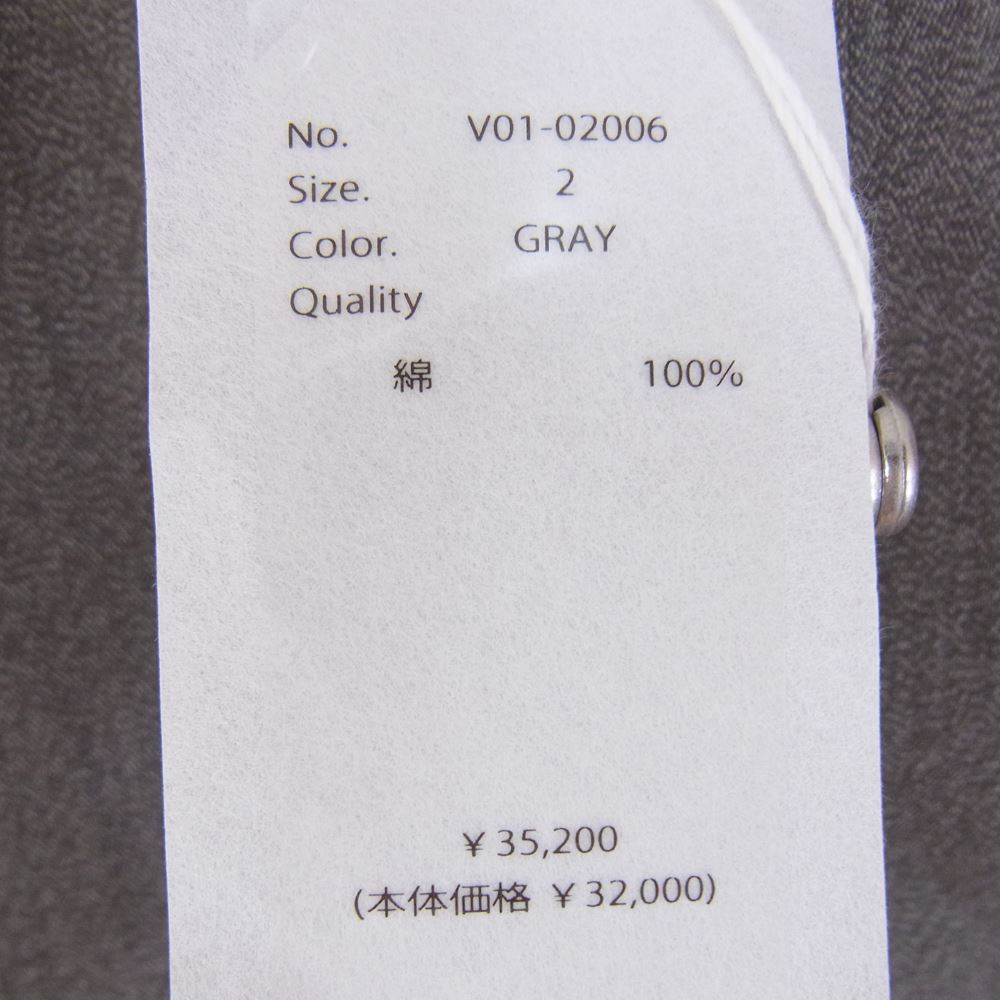 No. V01-02006
Size. 2
Color. GRAY
Quality
綿 100%
¥ 35,200
(本体価格 ¥ 32,000)